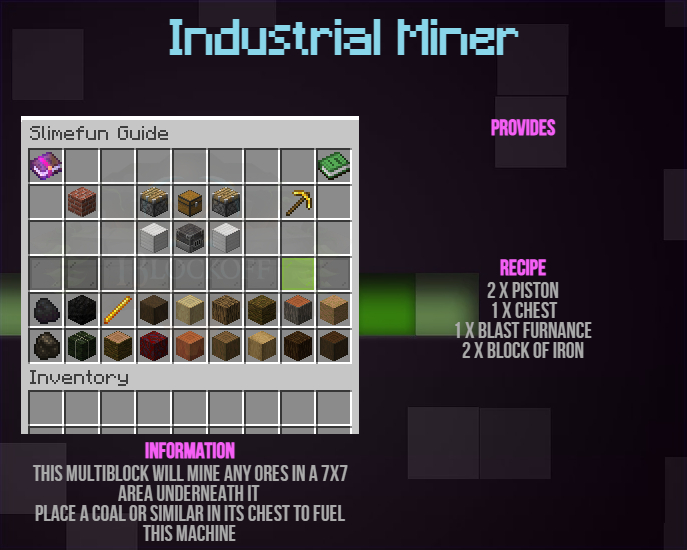 Industrial Miner
Slimefun Guide
BLOCKOFF
Inventory
PROVIDES
RECIPE
2 X PISTON
1 X CHEST
1 X BLAST FURNANCE
2 X BLOCK OF IRON
INFORMATION
THIS MULTIBLOCK WILL MINE ANY ORES IN A 7X7
AREA UNDERNEATH IT
PLACE A COAL OR SIMILAR IN ITS CHEST TO FUEL
THIS MACHINE